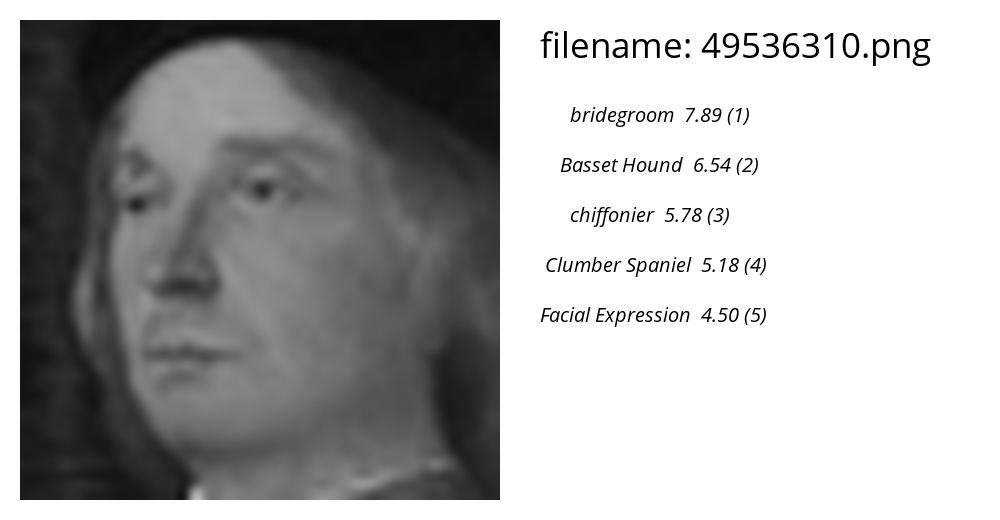 filename: 49536310.png
bridegroom 7.89 (1)
Basset Hound 6.54 (2)
chiffonier 5.78 (3)
Clumber Spaniel 5.18 (4)
Facial Expression 4.50 (5)